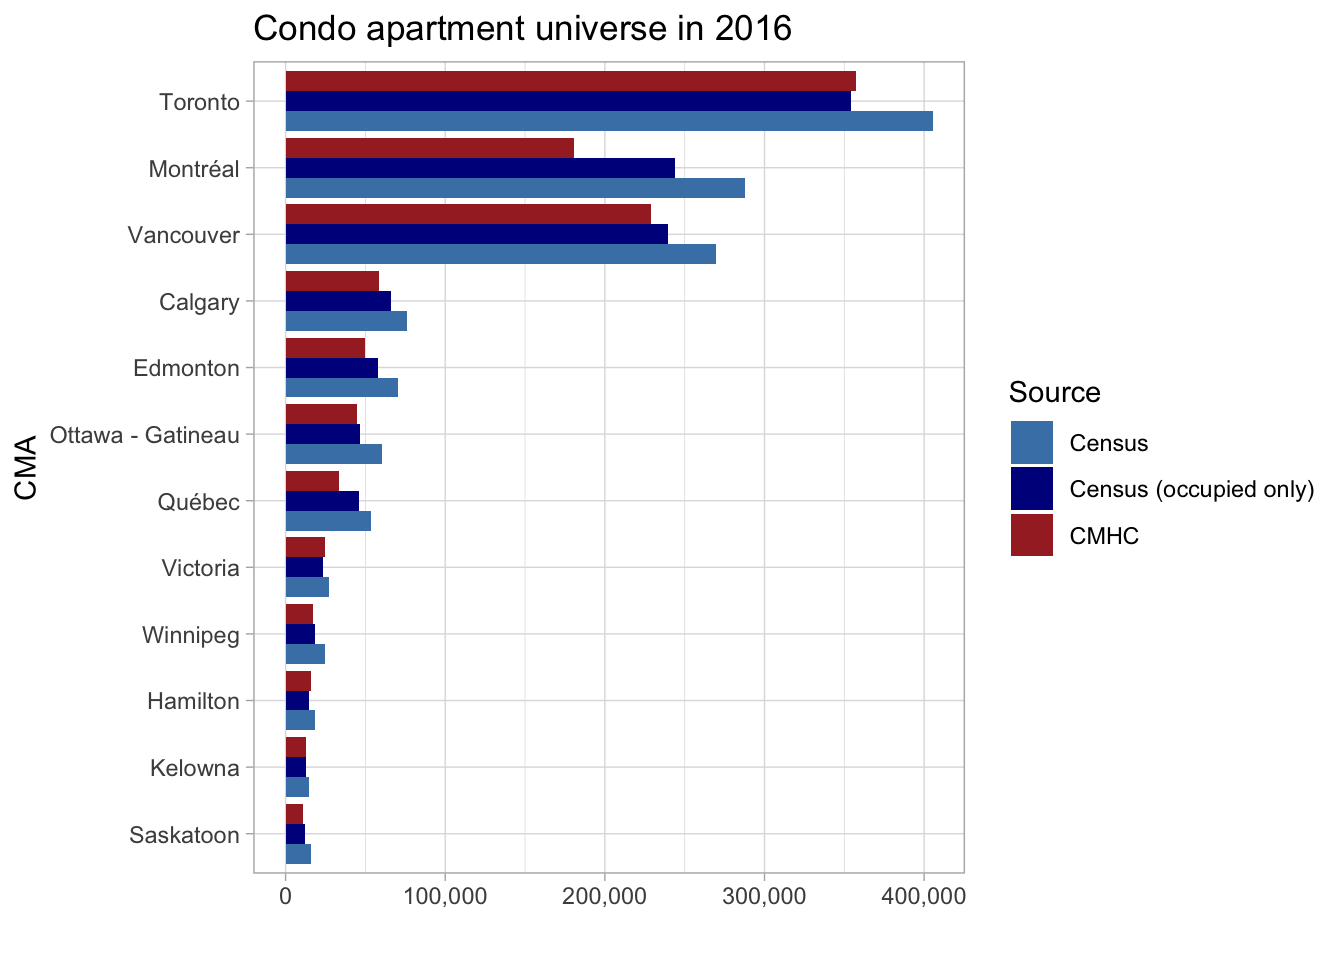 Condo apartment universe in 2016
CMA
Toronto
Montréal
Vancouver
Calgary
Edmonton
Ottawa - Gatineau
Québec
Victoria
Winnipeg
Hamilton
Kelowna
Saskatoon
0 100,000 200,000 300,000 400,000
Source
Census
Census (occupied only)
CMHC